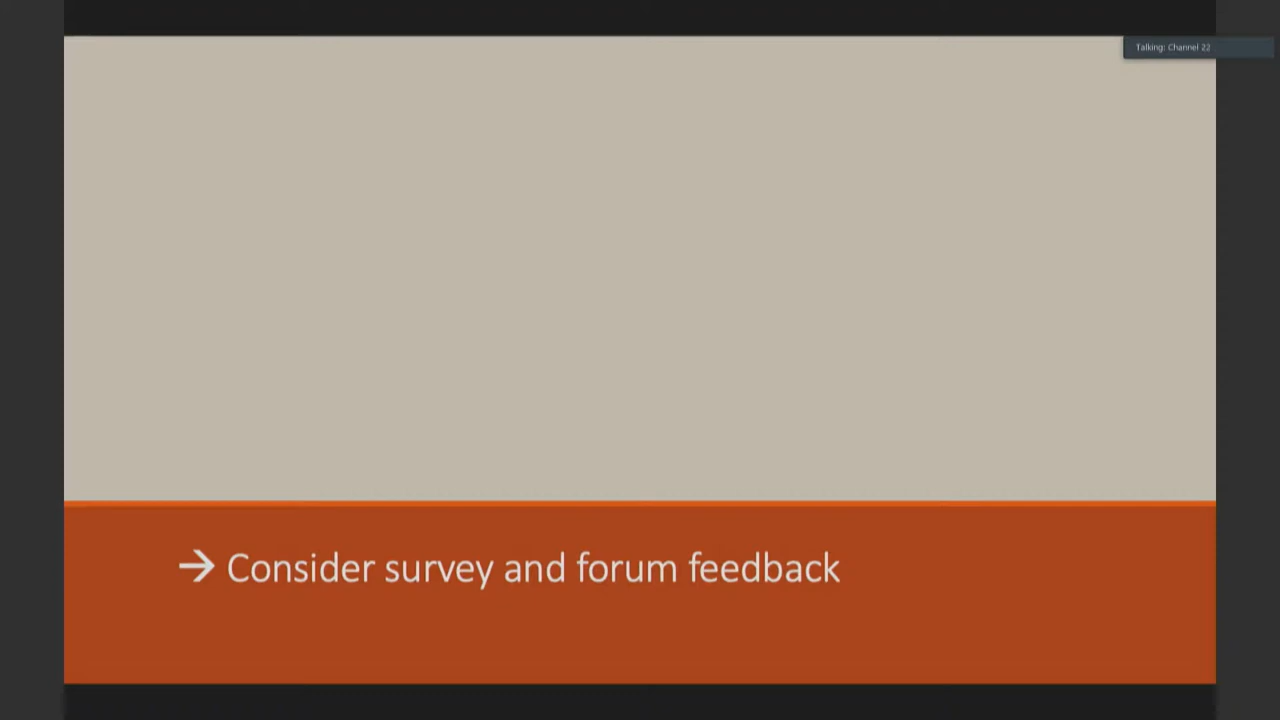 Talking: Channel 22
→ Consider survey and forum feedback